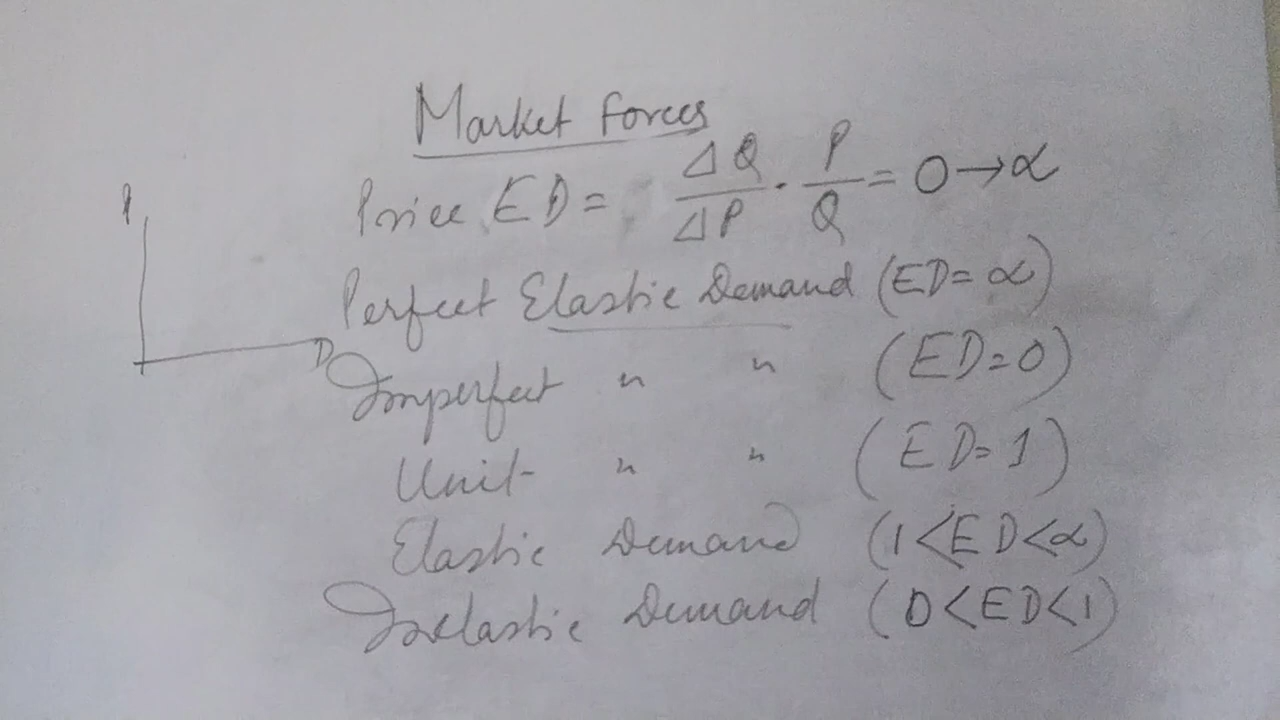 Market forces
Price ED = ΔQ/ΔP · P/Q = 0 → α
P
Perfect Elastic Demand (ED = α)
D
Imperfect " " (ED = 0)
Unit " " (ED = 1)
Elastic Demand (1 < ED < α)
Inelastic Demand (0 < ED < 1)